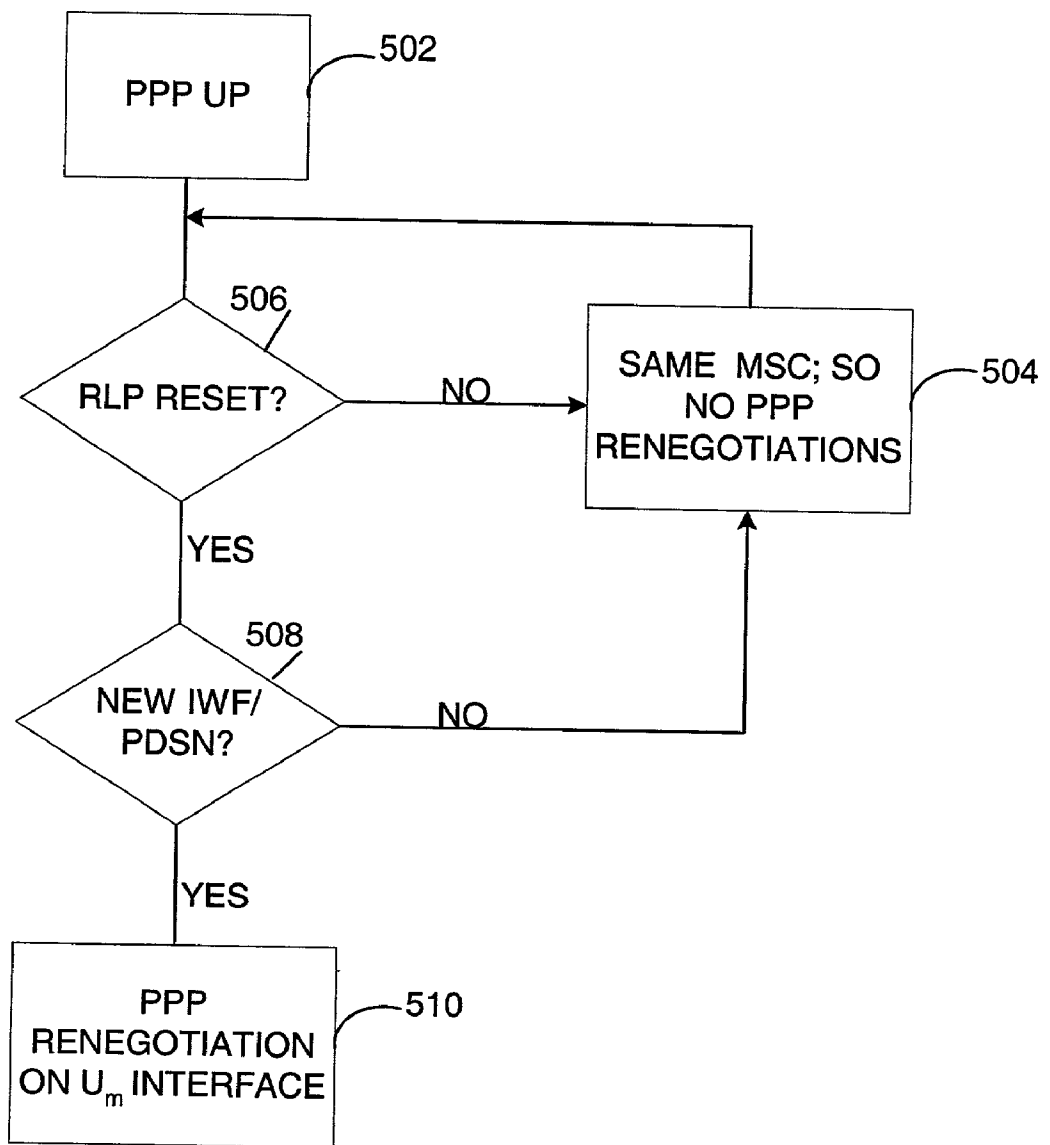 PPP UP
502
506
RLP RESET?
NO
SAME MSC; SO
NO PPP
RENEGOTIATIONS
504
YES
508
NEW IWF/
PDSN?
NO
YES
PPP
RENEGOTIATION
ON Um INTERFACE
510